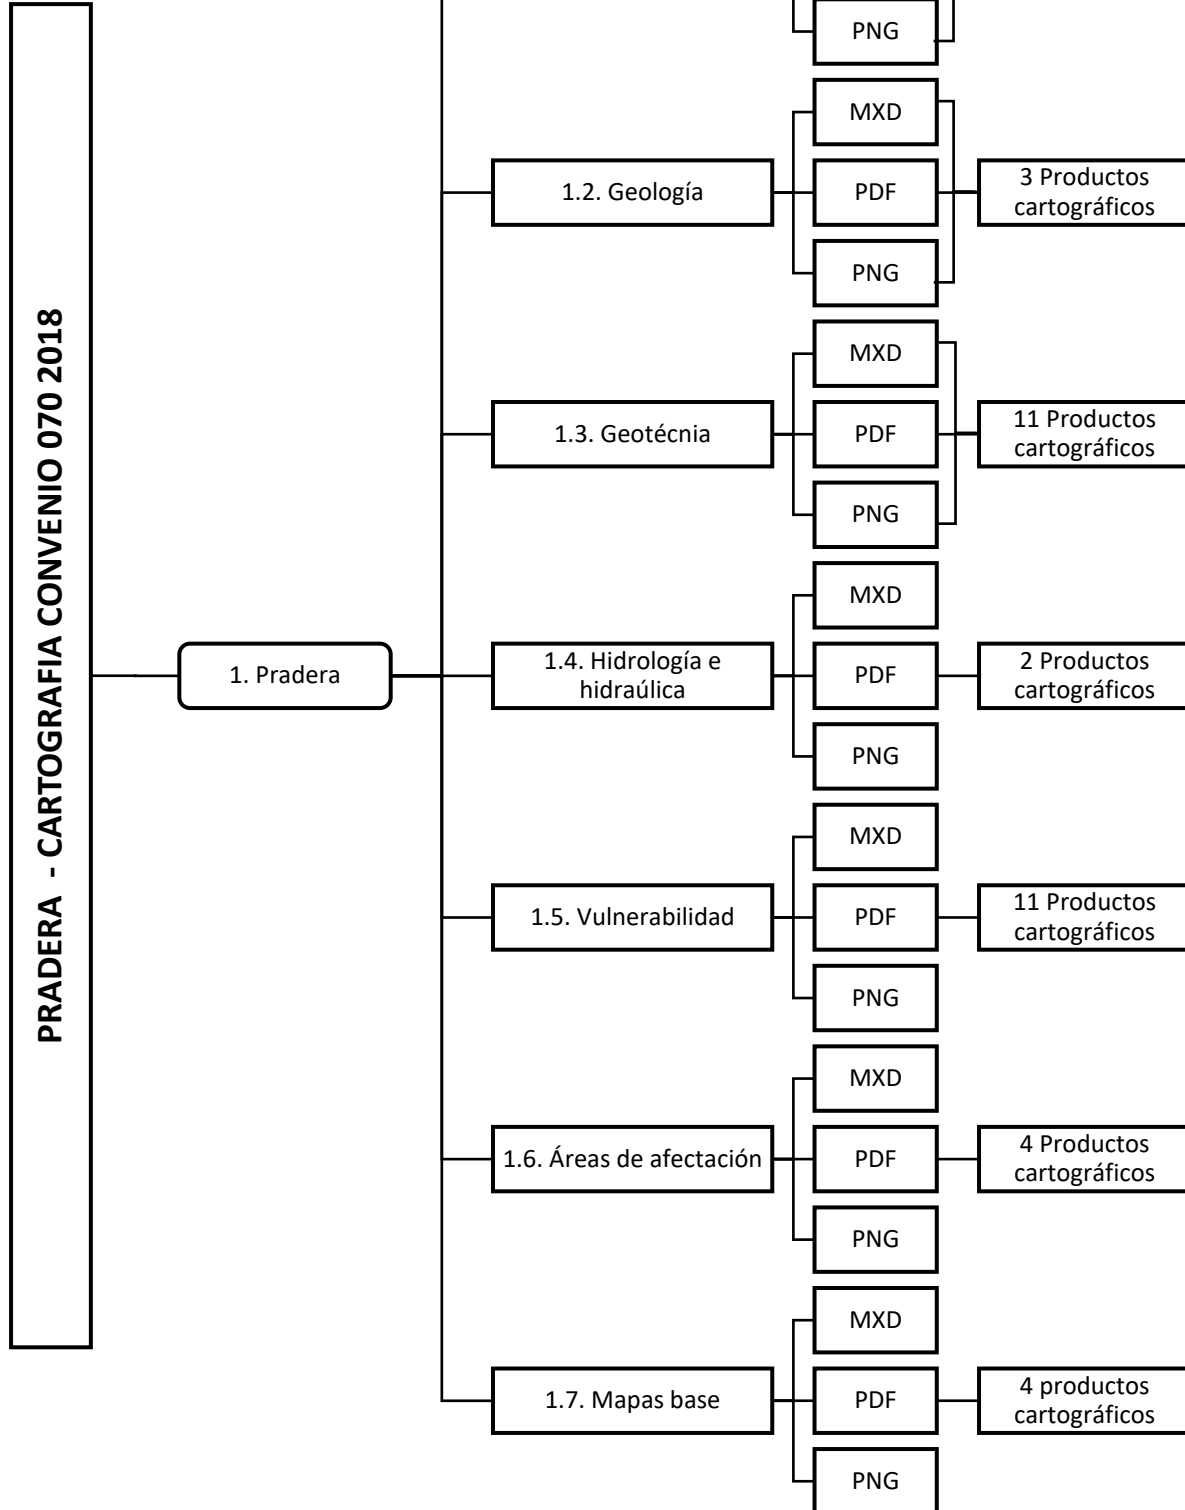 PRADERA - CARTOGRAFIA CONVENIO 070 2018
1. Pradera
PNG
1.2. Geología
MXD
PDF
PNG
3 Productos
cartográficos
1.3. Geotécnia
MXD
PDF
PNG
11 Productos
cartográficos
1.4. Hidrología e
hidraúlica
MXD
PDF
PNG
2 Productos
cartográficos
1.5. Vulnerabilidad
MXD
PDF
PNG
11 Productos
cartográficos
1.6. Áreas de afectación
MXD
PDF
PNG
4 Productos
cartográficos
1.7. Mapas base
MXD
PDF
PNG
4 productos
cartográficos